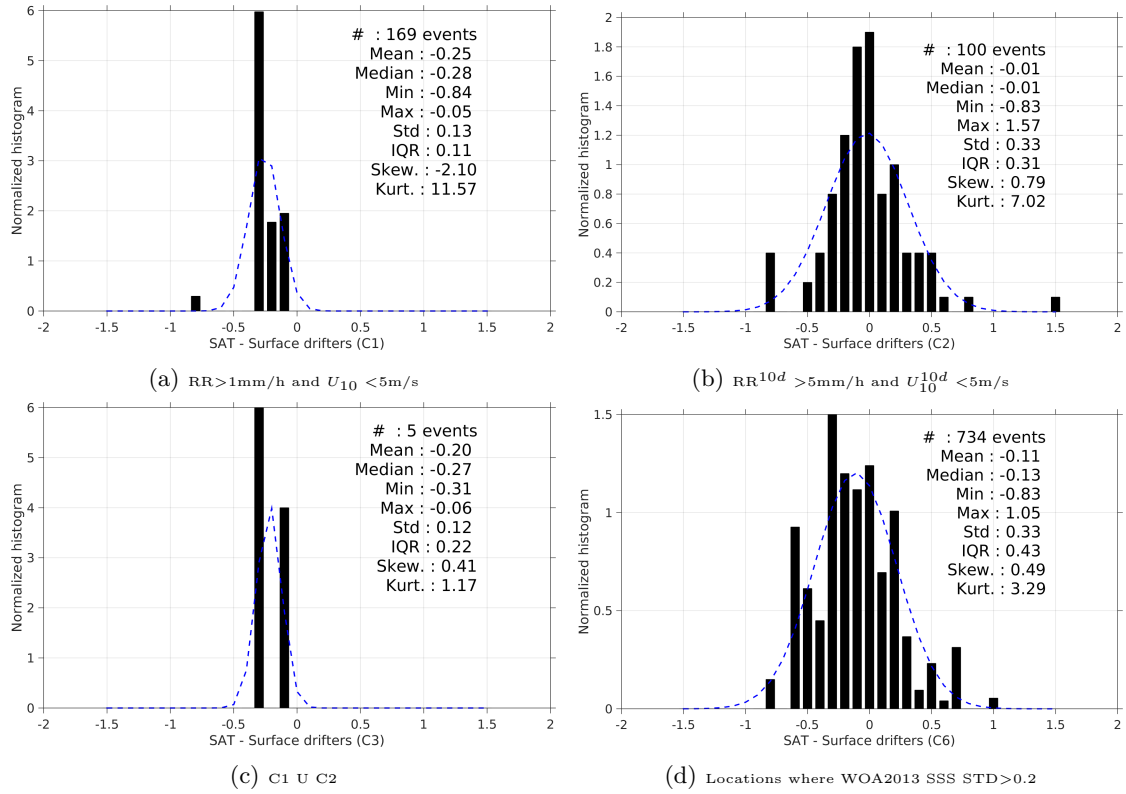 6
5
4
3
2
1
0
Normalized histogram
# : 169 events
Mean : -0.25
Median : -0.28
Min : -0.84
Max : -0.05
Std : 0.13
IQR : 0.11
Skew. : -2.10
Kurt. : 11.57
-2 -1.5 -1 -0.5 0 0.5 1 1.5 2
SAT - Surface drifters (C1)
(a) RR>1mm/h and U10 <5m/s
2
1.8
1.6
1.4
1.2
1
0.8
0.6
0.4
0.2
0
Normalized histogram
# : 100 events
Mean : -0.01
Median : -0.01
Min : -0.83
Max : 1.57
Std : 0.33
IQR : 0.31
Skew. : 0.79
Kurt. : 7.02
-2 -1.5 -1 -0.5 0 0.5 1 1.5 2
SAT - Surface drifters (C2)
(b) RR10d >5mm/h and U10d10 <5m/s
6
5
4
3
2
1
0
Normalized histogram
# : 5 events
Mean : -0.20
Median : -0.27
Min : -0.31
Max : -0.06
Std : 0.12
IQR : 0.22
Skew. : 0.41
Kurt. : 1.17
-2 -1.5 -1 -0.5 0 0.5 1 1.5 2
SAT - Surface drifters (C3)
(c) C1 U C2
1.5
1
0.5
0
Normalized histogram
# : 734 events
Mean : -0.11
Median : -0.13
Min : -0.83
Max : 1.05
Std : 0.33
IQR : 0.43
Skew. : 0.49
Kurt. : 3.29
-2 -1.5 -1 -0.5 0 0.5 1 1.5 2
SAT - Surface drifters (C6)
(d) Locations where WOA2013 SSS STD>0.2